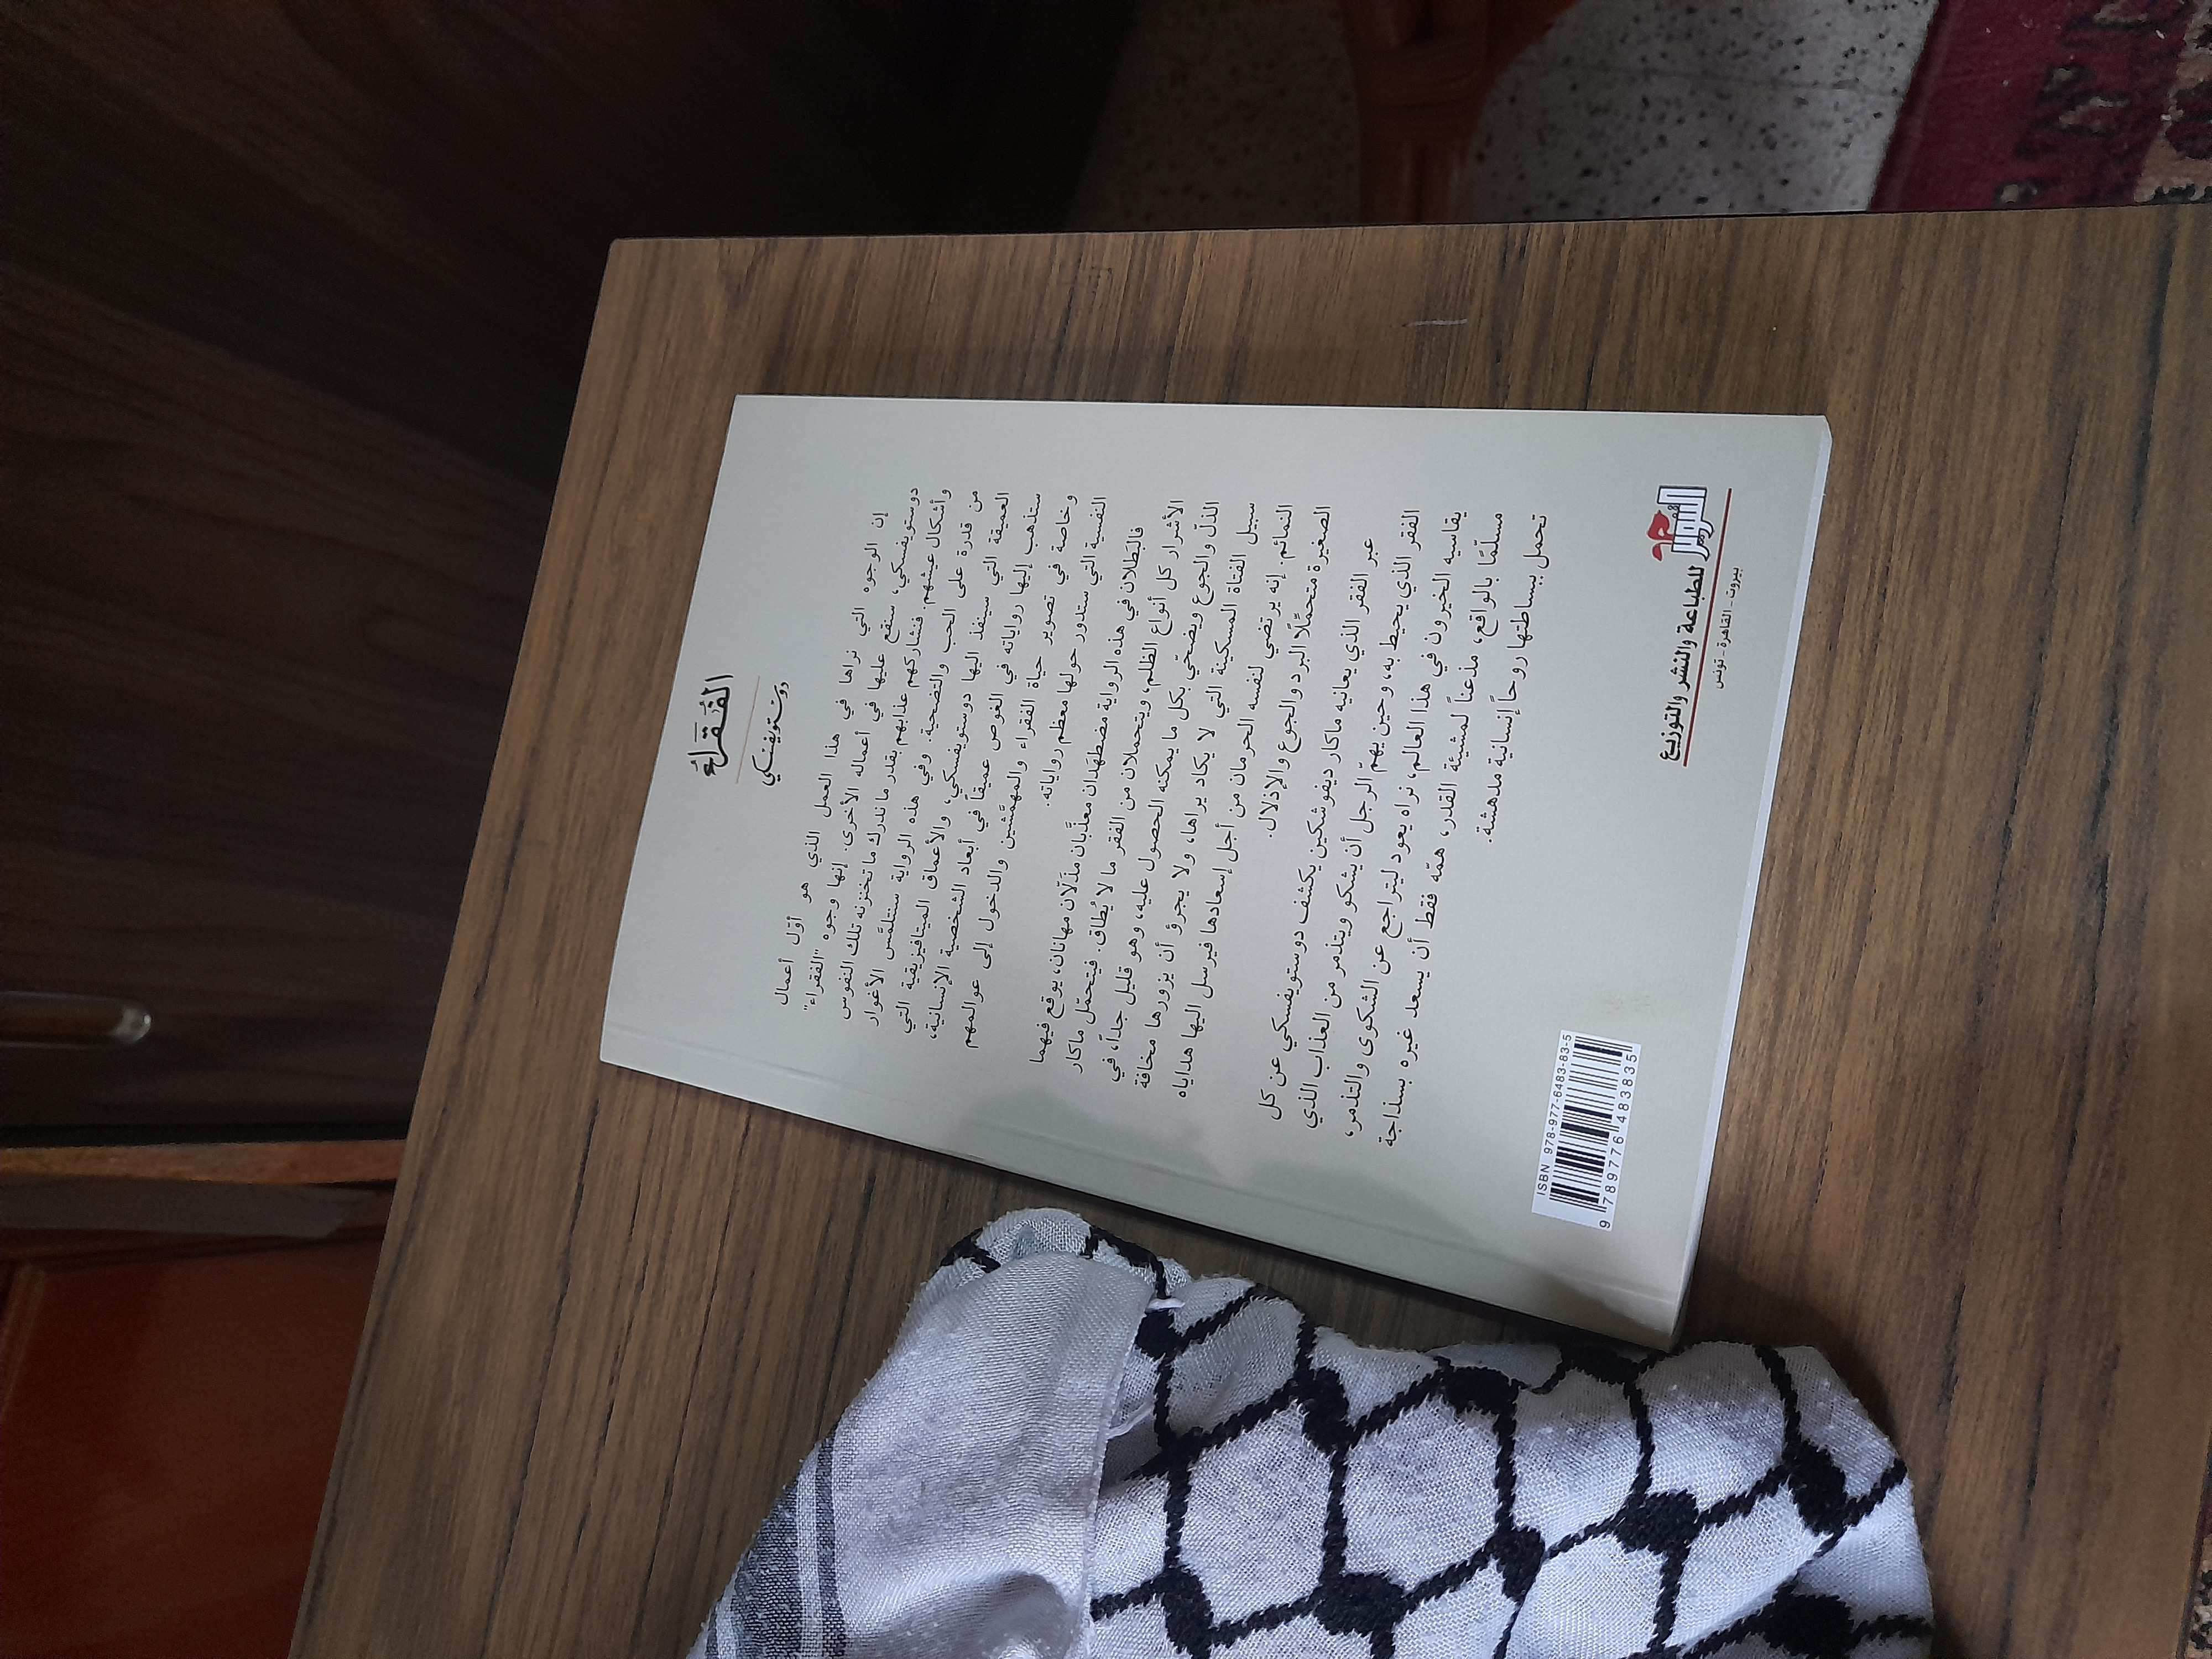 الفُقَراءُ
دوستويفسكي
إن الوجوه التي نراها في هذا العمل الذي هو أوّل أعمال
دوستويفسكي، سنقع عليها في أعماله الأخرى. إنها وجوه "الفقراء"
وأشكال عيشهم. فنشاركهم عذابهم بقدر ما ندرك ما تختزنه تلك النفوس
من قدرة على الحب والتضحية. وفي هذه الرواية سنتلمَّس الأغوار
العميقة التي سينفذ اليها دوستويفسكي، والأعماق الميتافيزيقية التي
ستذهب إليها رواياته في الغوص عميقاً في أبعاد الشخصية الإنسانية،
وخاصة في تصوير حياة الفقراء والمهمَّشين والدخول إلى عوالمهم
النفسية التي ستدور حولها معظم رواياته.
فالبَطلان في هذه الرواية مضطهَدان معذَّبان مذَلّان مهانان، يوقع فيهما
الأشرار كل أنواع الظلم، ويتحملان من الفقر ما لا يُطاق. فيتحمّل ماكار
الذلّ والجوع ويضحّي بكل ما يمكنه الحصول عليه، وهو قليل جداً، في
سبيل الفتاة المسكينة التي لا يكاد يراها، ولا يجرؤ أن يزورها مخافة
النمائم. إنه يرتضي لنفسه الحرمان من أجل إسعادها فيرسل اليها هداياه
الصغيرة متحمِّلًا البرد والجوع والإذلال.
عبر الفقر الذي يعانيه ماكار ديفوشكين يكشف دوستويفسكي عن كل
الفقر الذي يحيط به، وحين يهمّ الرجل أن يشكو ويتذمر من العذاب الذي
يقاسيه الخيرون في هذا العالم، نراه يعود ليتراجع عن الشكوى والتذمر،
مسلّمًا بالواقع، مذعناً لمشيئة القدر، همّه فقط أن يسعد غيره بسذاجة
تحمل ببساطتها روحاً إنسانية مدهشة.
ISBN 978-977-6483-83-5
9 789776 483835
التنوير للطباعة والنشر والتوزيع
بيروت - القاهرة - تونس